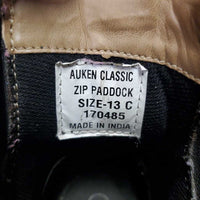 AUKEN CLASSIC
ZIP PADDOCK
SIZE-13 C
170485
MADE IN INDIA